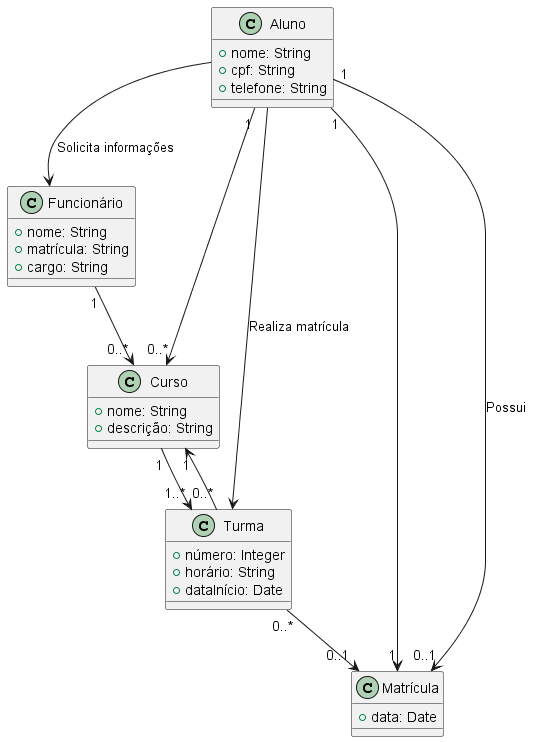 C Aluno
nome: String
cpf: String
telefone: String
1
1
1
Solicita informações
C Funcionário
nome: String
matrícula: String
cargo: String
1
Realiza matrícula
0..*
0..*
C Curso
nome: String
descrição: String
Possui
1
1
1..*
0..*
C Turma
número: Integer
horário: String
dataInício: Date
0..*
0..1
1
0..1
C Matrícula
data: Date